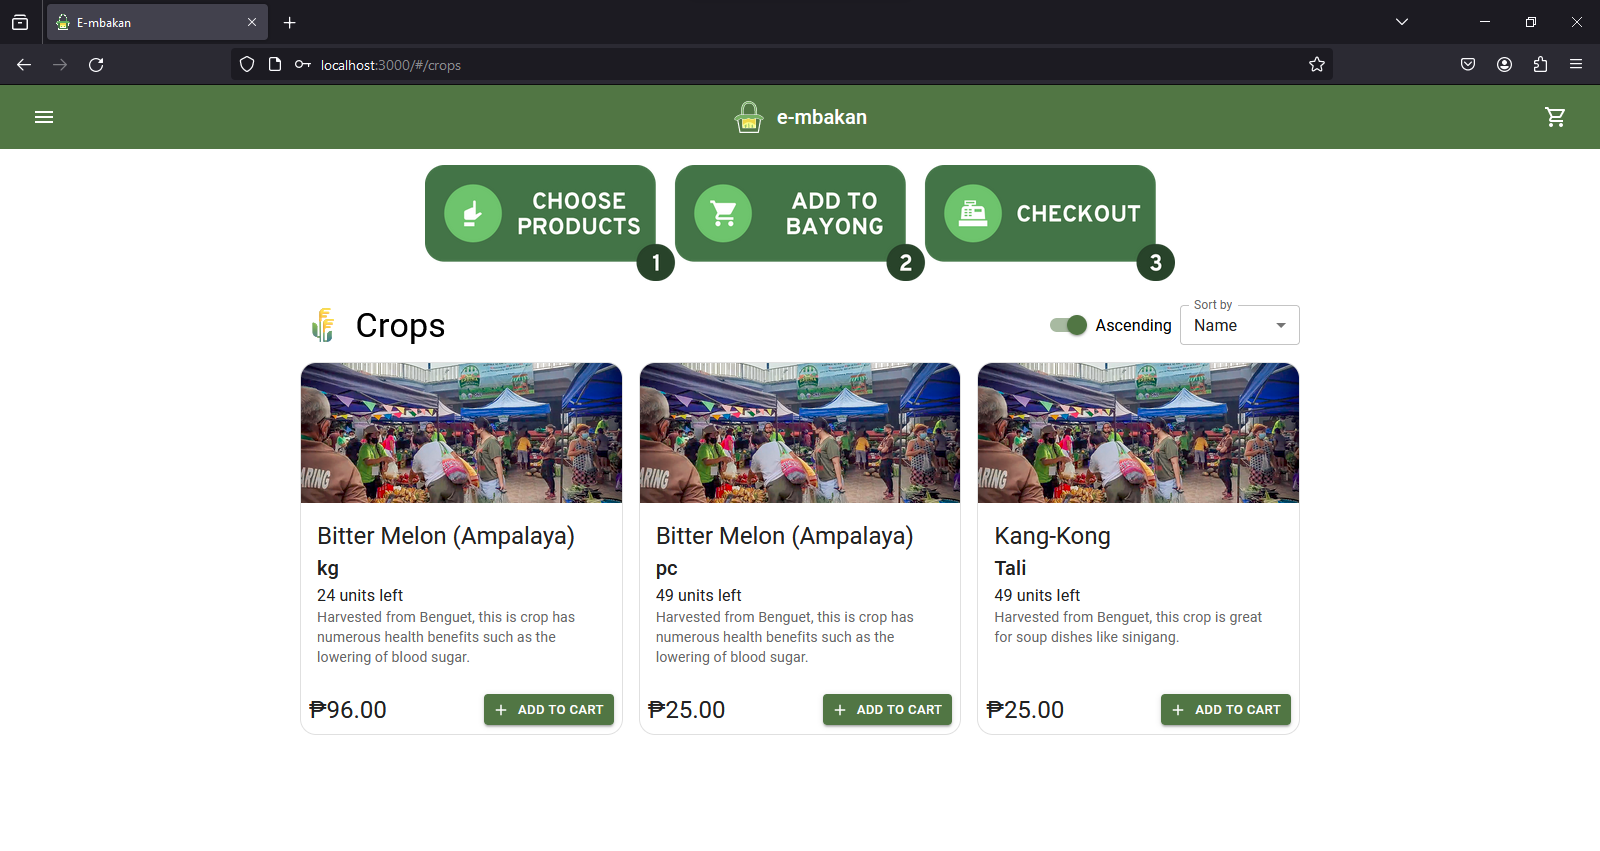 E-mbakan
localhost:3000/#/crops
e-mbakan
CHOOSE
PRODUCTS
1
ADD TO
BAYONG
2
CHECKOUT
3
Crops
Ascending
Sort by
Name
ARING
ARING
ARING
Bitter Melon (Ampalaya)
kg
24 units left
Harvested from Benguet, this is crop has
numerous health benefits such as the
lowering of blood sugar.
₱96.00
ADD TO CART
Bitter Melon (Ampalaya)
pc
49 units left
Harvested from Benguet, this is crop has
numerous health benefits such as the
lowering of blood sugar.
₱25.00
ADD TO CART
Kang-Kong
Tali
49 units left
Harvested from Benguet, this crop is great
for soup dishes like sinigang.
₱25.00
ADD TO CART